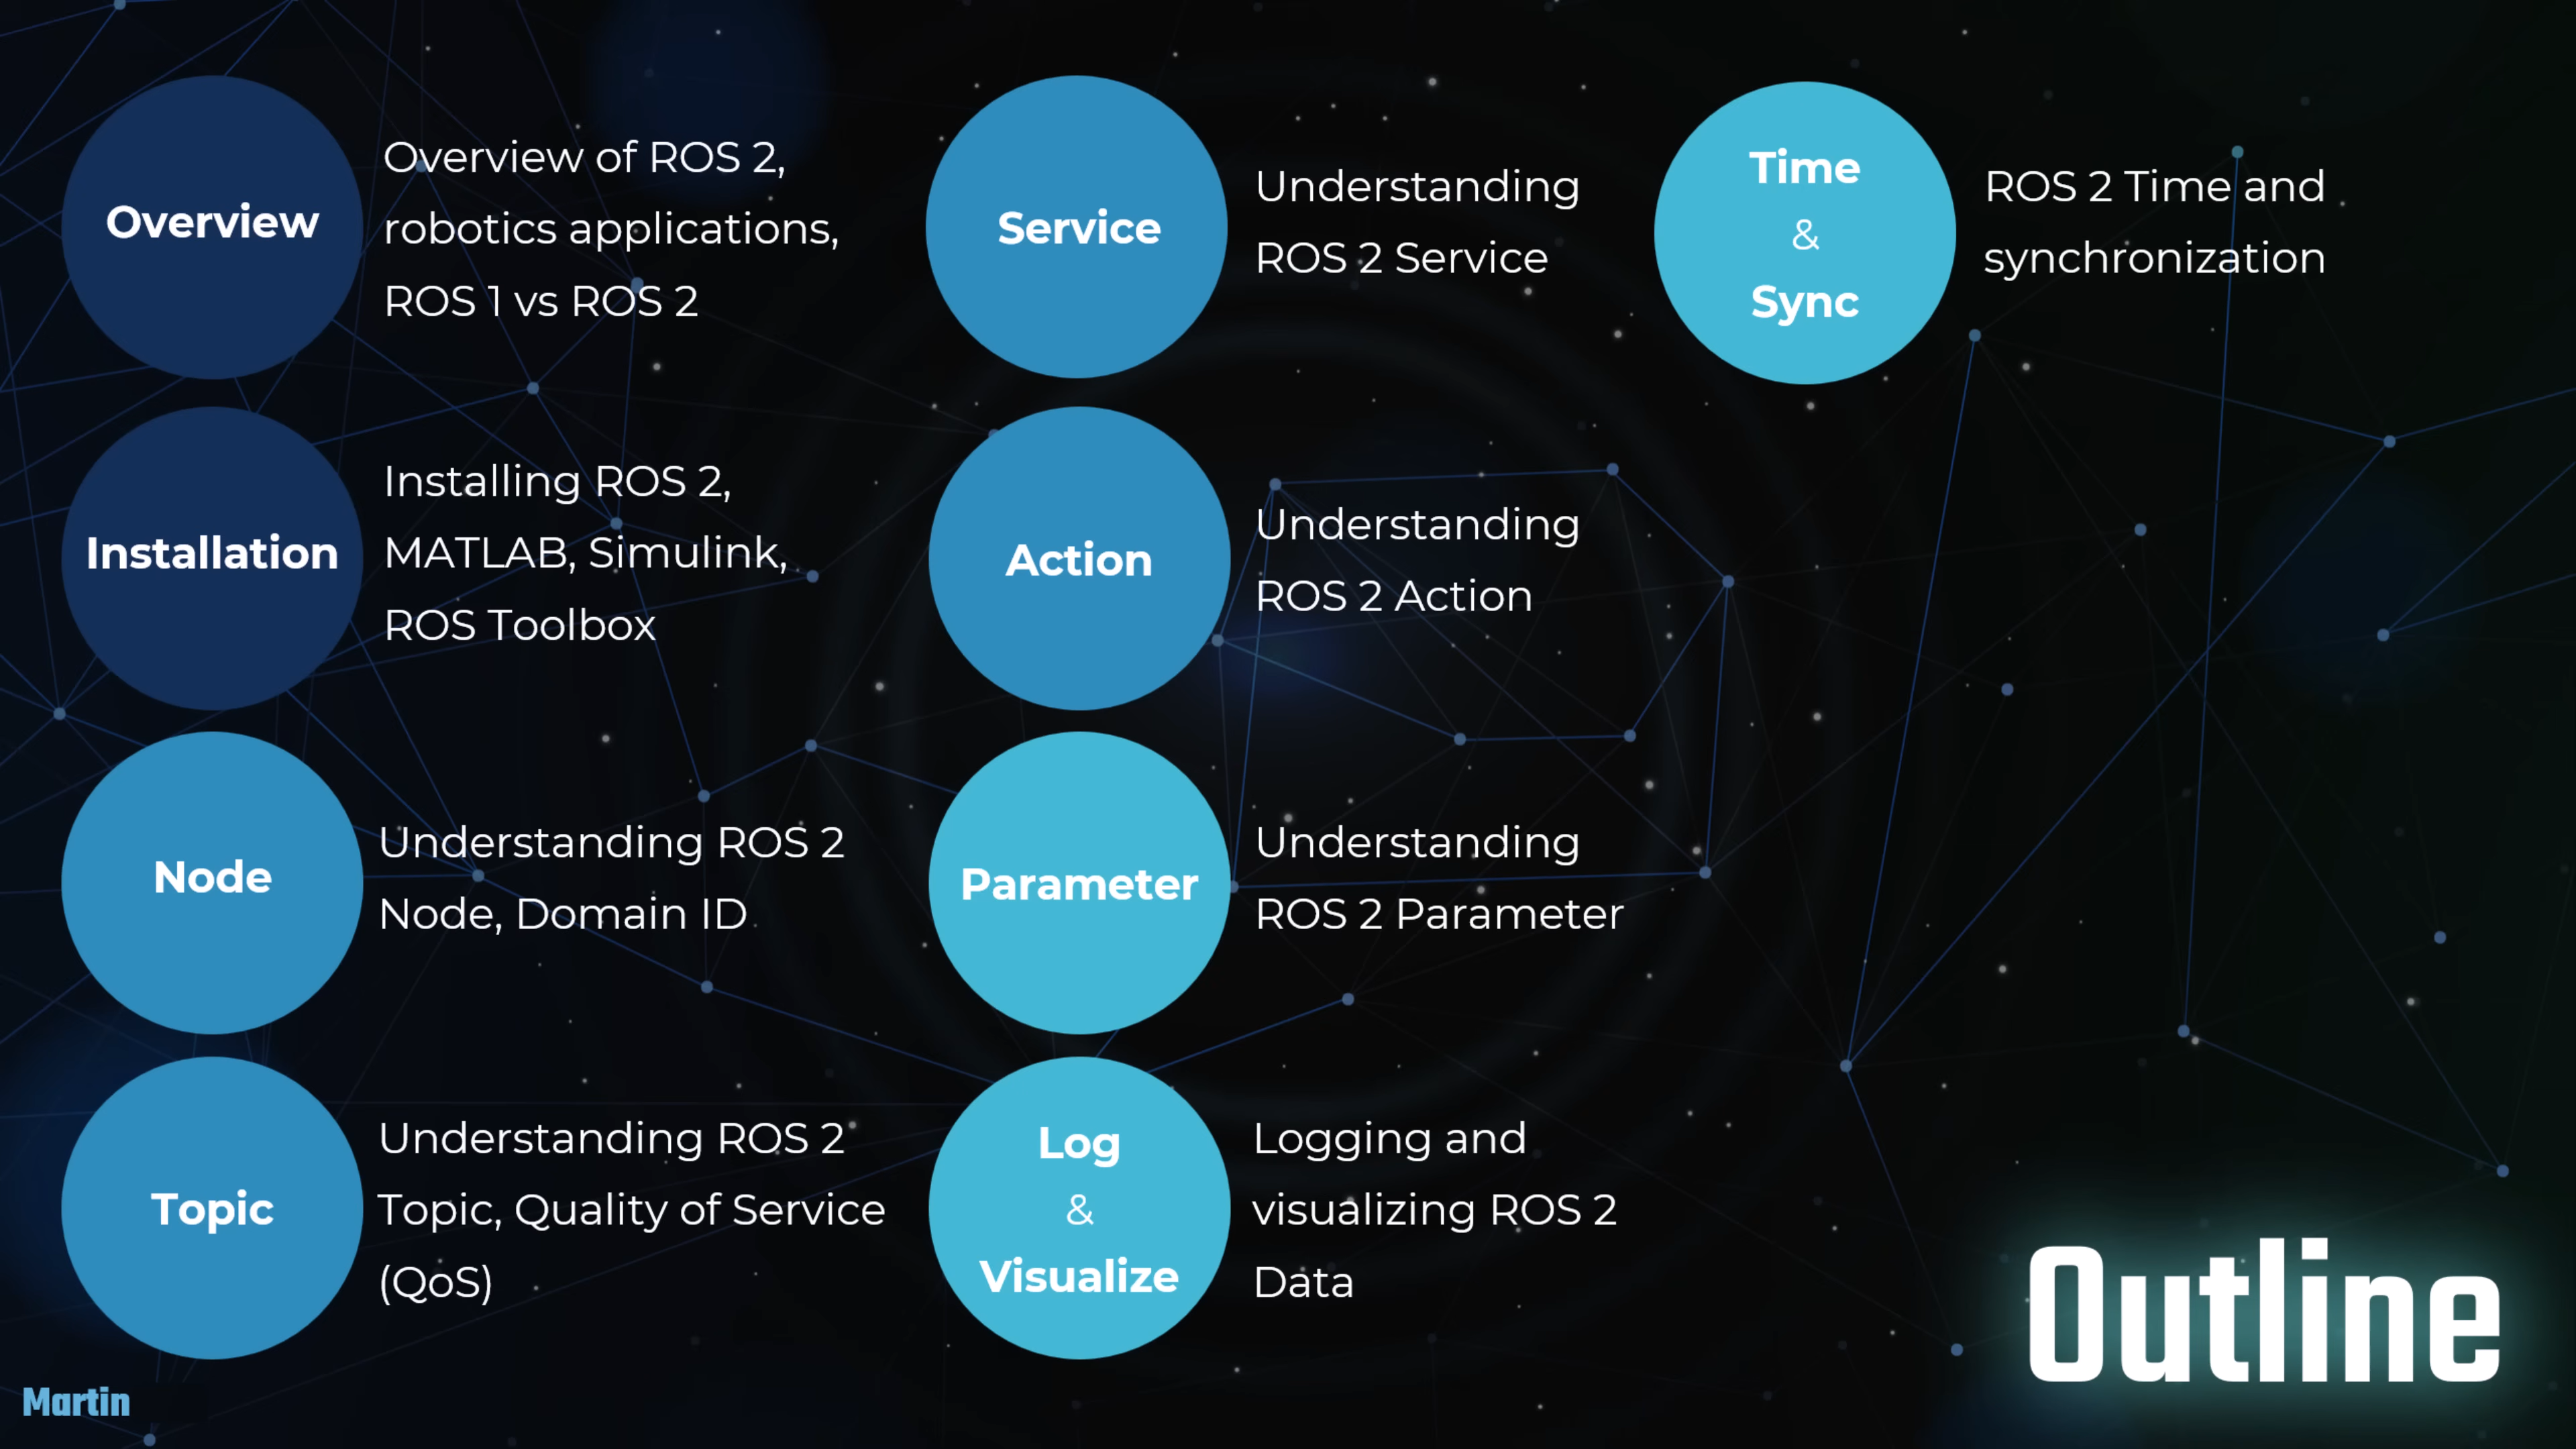 Overview
Overview of ROS 2,
robotics applications,
ROS 1 vs ROS 2
Installation
Installing ROS 2,
MATLAB, Simulink,
ROS Toolbox
Node
Understanding ROS 2
Node, Domain ID
Topic
Understanding ROS 2
Topic, Quality of Service
(QoS)
Service
Understanding
ROS 2 Service
Action
Understanding
ROS 2 Action
Parameter
Understanding
ROS 2 Parameter
Log
&
Visualize
Logging and
visualizing ROS 2
Data
Time
&
Sync
ROS 2 Time and
synchronization
Outline
Martin